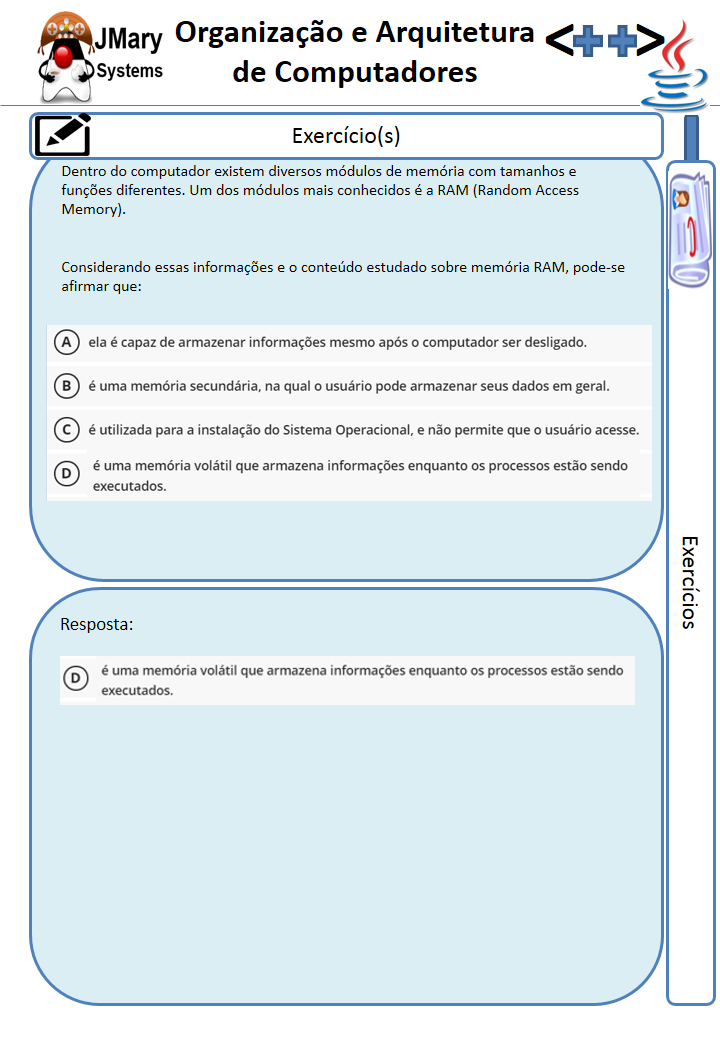 JMary
Systems
Organização e Arquitetura
de Computadores
<++>
Exercício(s)
Dentro do computador existem diversos módulos de memória com tamanhos e
funções diferentes. Um dos módulos mais conhecidos é a RAM (Random Access
Memory).
Considerando essas informações e o conteúdo estudado sobre memória RAM, pode-se
afirmar que:
A ela é capaz de armazenar informações mesmo após o computador ser desligado.
B é uma memória secundária, na qual o usuário pode armazenar seus dados em geral.
C é utilizada para a instalação do Sistema Operacional, e não permite que o usuário acesse.
D é uma memória volátil que armazena informações enquanto os processos estão sendo
executados.
Exercícios
Resposta:
D é uma memória volátil que armazena informações enquanto os processos estão sendo
executados.